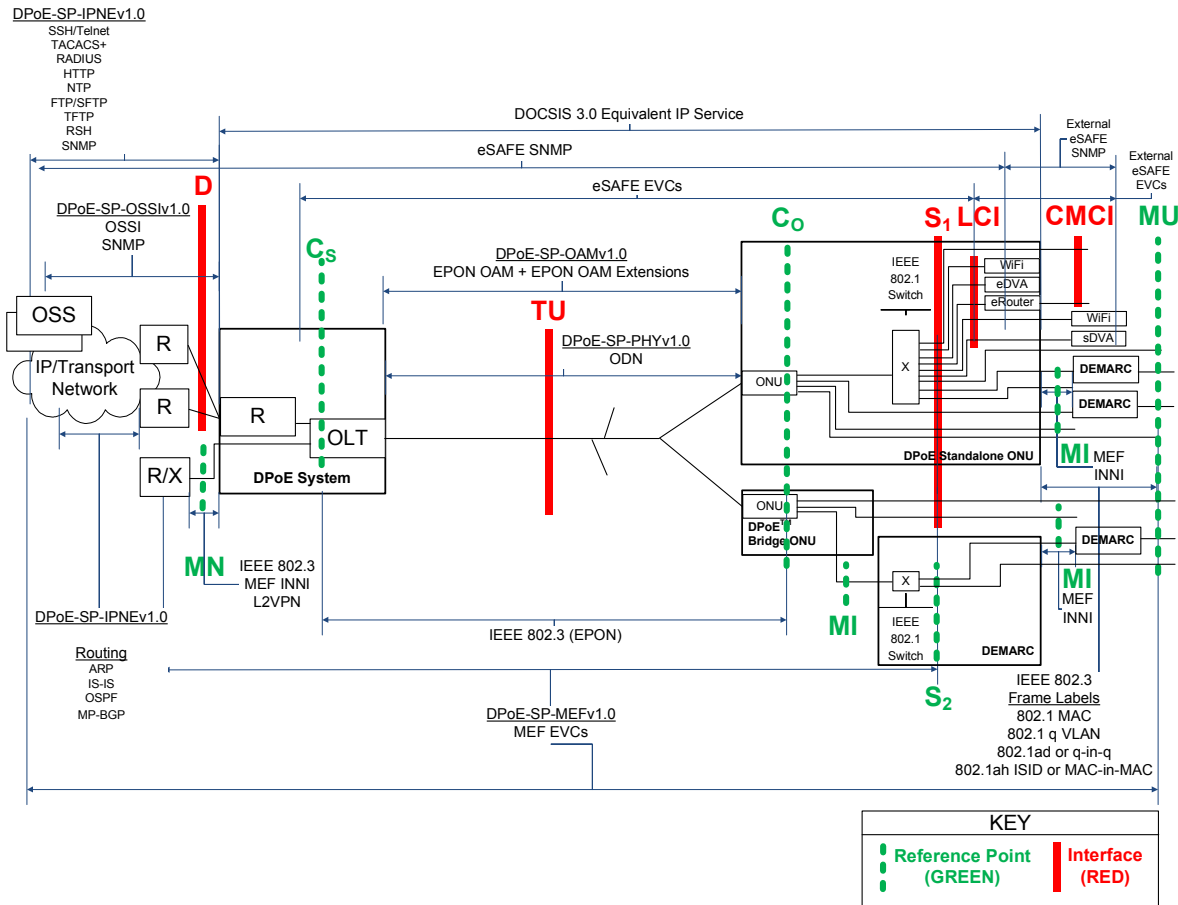 DPoE-SP-IPNEv1.0
SSH/Telnet
TACACS+
RADIUS
HTTP
NTP
FTP/SFTP
TFTP
RSH
SNMP
DOCSIS 3.0 Equivalent IP Service
External
eSAFE
SNMP
eSAFE SNMP
External
eSAFE
EVCs
eSAFE EVCs
D
DPoE-SP-OSSIv1.0
OSSI
SNMP
CS
CO
S1
LCI
CMCI
MU
DPoE-SP-OAMv1.0
EPON OAM + EPON OAM Extensions
IEEE
802.1
Switch
WiFi
eDVA
eRouter
WiFi
sDVA
OSS
IP/Transport
Network
R
R
R
TU
DPoE-SP-PHYv1.0
ODN
X
ONU
DEMARC
DEMARC
OLT
DPoE System
DPoE Standalone ONU
MI
MEF
INNI
R/X
MN
IEEE 802.3
MEF INNI
L2VPN
ONU
DPoE™
Bridge ONU
DEMARC
MI
MEF
INNI
MI
X
IEEE
802.1
Switch
DEMARC
DPoE-SP-IPNEv1.0
IEEE 802.3 (EPON)
Routing
ARP
IS-IS
OSPF
MP-BGP
S2
DPoE-SP-MEFv1.0
MEF EVCs
IEEE 802.3
Frame Labels
802.1 MAC
802.1 q VLAN
802.1ad or q-in-q
802.1ah ISID or MAC-in-MAC
KEY
Reference Point
(GREEN)
Interface
(RED)